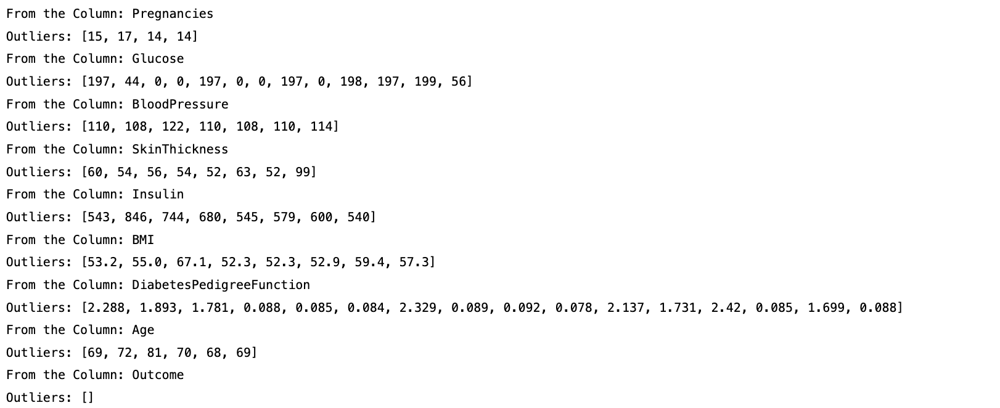 From the Column: Pregnancies
Outliers: [15, 17, 14, 14]
From the Column: Glucose
Outliers: [197, 44, 0, 0, 197, 0, 0, 197, 0, 198, 197, 199, 56]
From the Column: BloodPressure
Outliers: [110, 108, 122, 110, 108, 110, 114]
From the Column: SkinThickness
Outliers: [60, 54, 56, 54, 52, 63, 52, 99]
From the Column: Insulin
Outliers: [543, 846, 744, 680, 545, 579, 600, 540]
From the Column: BMI
Outliers: [53.2, 55.0, 67.1, 52.3, 52.3, 52.9, 59.4, 57.3]
From the Column: DiabetesPedigreeFunction
Outliers: [2.288, 1.893, 1.781, 0.088, 0.085, 0.084, 2.329, 0.089, 0.092, 0.078, 2.137, 1.731, 2.42, 0.085, 1.699, 0.088]
From the Column: Age
Outliers: [69, 72, 81, 70, 68, 69]
From the Column: Outcome
Outliers: []